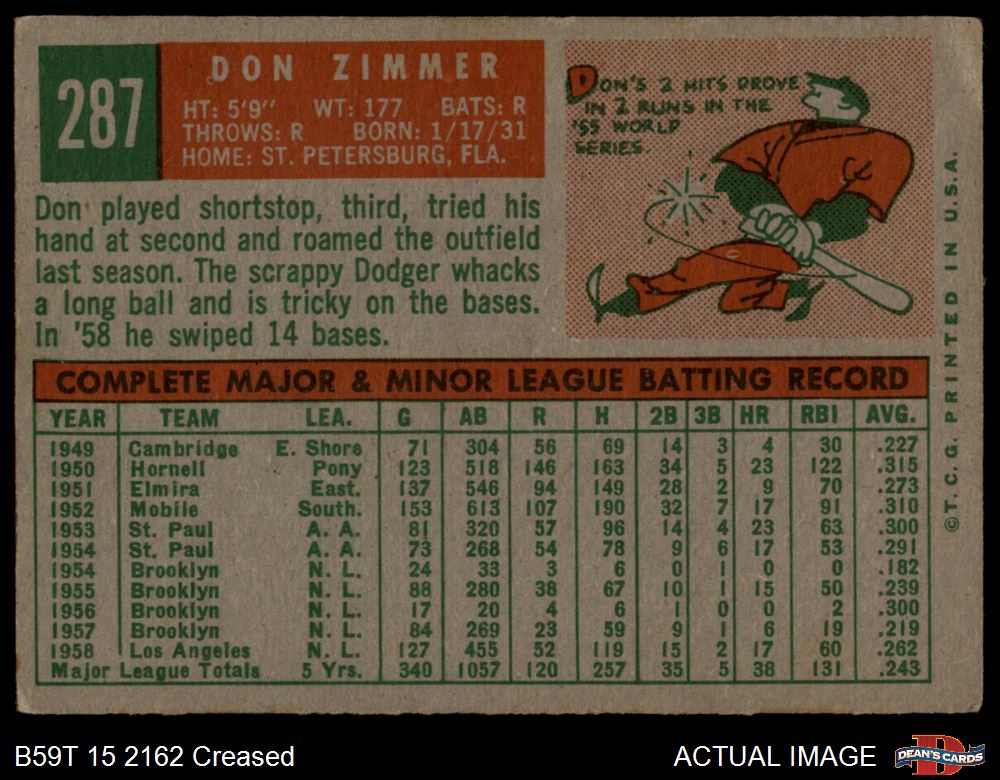 287
DON ZIMMER
HT: 5'9" WT: 177 BATS: R
THROWS: R BORN: 1/17/31
HOME: ST. PETERSBURG, FLA.
DON'S 2 HITS DROVE
IN 2 RUNS IN THE
'55 WORLD
SERIES.
Don played shortstop, third, tried his
hand at second and roamed the outfield
last season. The scrappy Dodger whacks
a long ball and is tricky on the bases.
In '58 he swiped 14 bases.
COMPLETE MAJOR & MINOR LEAGUE BATTING RECORD
YEAR TEAM LEA. G AB R H 2B 3B HR RBI AVG.
1949 Cambridge E. Shore 71 304 56 69 14 3 4 30 .227
1950 Hornell Pony 123 518 146 163 34 5 23 122 .315
1951 Elmira East. 137 546 94 149 28 2 9 70 .273
1952 Mobile South. 153 613 107 190 32 7 17 91 .310
1953 St. Paul A. A. 81 320 57 96 14 4 23 63 .300
1954 St. Paul A. A. 73 268 54 78 9 6 17 53 .291
1954 Brooklyn N. L. 24 33 3 6 0 1 0 0 .182
1955 Brooklyn N. L. 88 280 38 67 10 1 15 50 .239
1956 Brooklyn N. L. 17 20 4 6 1 0 0 2 .300
1957 Brooklyn N. L. 84 269 23 59 9 1 6 19 .219
1958 Los Angeles N. L. 127 455 52 119 15 2 17 60 .262
Major League Totals 5 Yrs. 340 1057 120 257 35 5 38 131 .243
©T. C. G. PRINTED IN U.S.A.
B59T 15 2162 Creased
ACTUAL IMAGE
DEAN'S CARDS